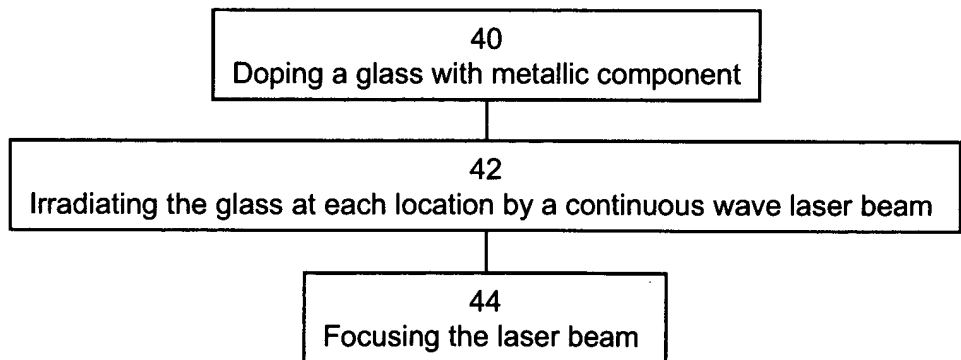 40
Doping a glass with metallic component
42
Irradiating the glass at each location by a continuous wave laser beam
44
Focusing the laser beam